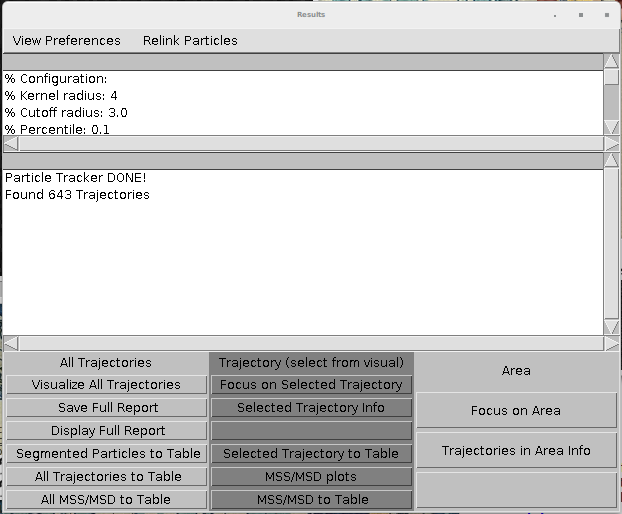 Results
View Preferences Relink Particles
% Configuration:
% Kernel radius: 4
% Cutoff radius: 3.0
% Percentile: 0.1
Particle Tracker DONE!
Found 643 Trajectories
All Trajectories
Visualize All Trajectories
Save Full Report
Display Full Report
Segmented Particles to Table
All Trajectories to Table
All MSS/MSD to Table
Trajectory (select from visual)
Focus on Selected Trajectory
Selected Trajectory Info
Selected Trajectory to Table
MSS/MSD plots
MSS/MSD to Table
Area
Focus on Area
Trajectories in Area Info